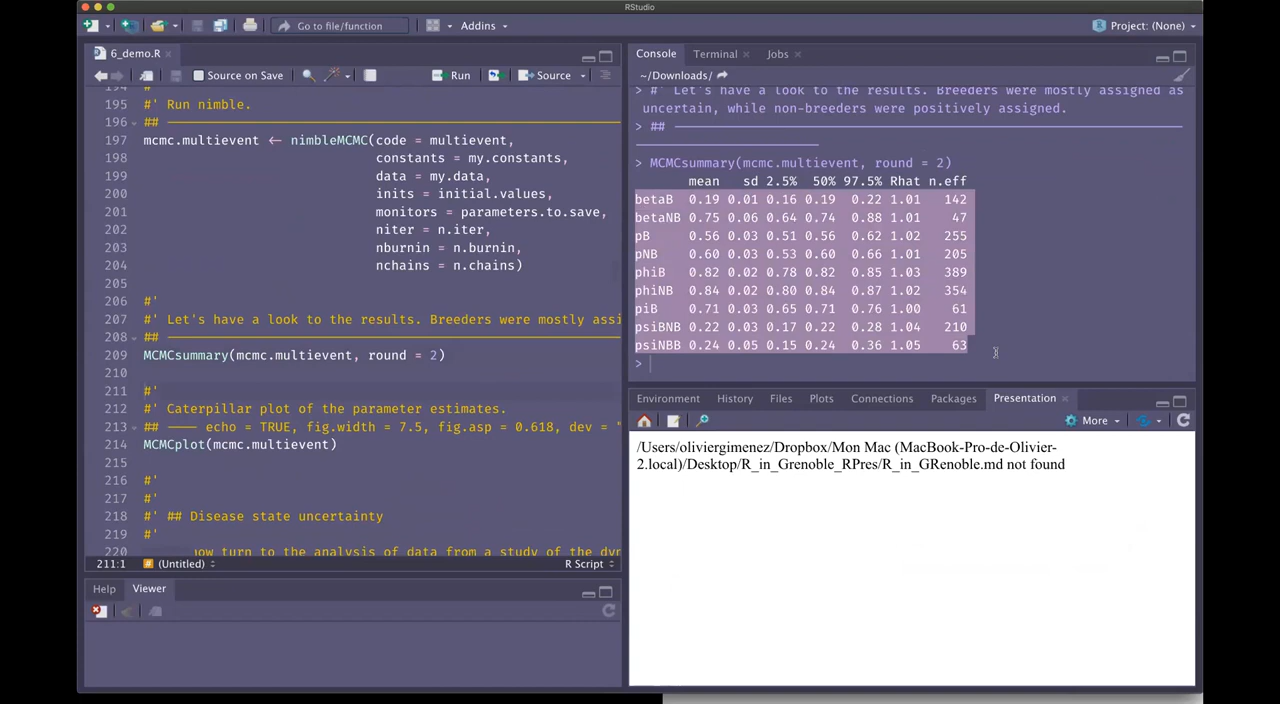 RStudio
Go to file/function
Addins
Project: (None)
6_demo.R
Source on Save
Run
Source
195 #' Run nimble.
196 ## ————————————————————
197 mcmc.multievent ← nimbleMCMC(code = multievent,
198 constants = my.constants,
199 data = my.data,
200 inits = initial.values,
201 monitors = parameters.to.save,
202 niter = n.iter,
203 nburnin = n.burnin,
204 nchains = n.chains)
205
206 #'
207 #' Let's have a look to the results. Breeders were mostly assi
208 ## ————————————————————
209 MCMCsummary(mcmc.multievent, round = 2)
210
211 #'
212 #' Caterpillar plot of the parameter estimates.
213 ## ———— echo = TRUE, fig.width = 7.5, fig.asp = 0.618, dev = "
214 MCMCplot(mcmc.multievent)
215
216 #'
217 #'
218 #' ## Disease state uncertainty
219 #'
220 now turn to the analysis of data from a study of the dyn
211:1 # (Untitled) R Script
Help Viewer
Console Terminal Jobs
~/Downloads/
> #' Let's have a look to the results. Breeders were mostly assigned as
uncertain, while non-breeders were positively assigned.
> ## ————————————————————
> MCMCsummary(mcmc.multievent, round = 2)
mean sd 2.5% 50% 97.5% Rhat n.eff
betaB 0.19 0.01 0.16 0.19 0.22 1.01 142
betaNB 0.75 0.06 0.64 0.74 0.88 1.01 47
pB 0.56 0.03 0.51 0.56 0.62 1.02 255
pNB 0.60 0.03 0.53 0.60 0.66 1.01 205
phiB 0.82 0.02 0.78 0.82 0.85 1.03 389
phiNB 0.84 0.02 0.80 0.84 0.87 1.02 354
piB 0.71 0.03 0.65 0.71 0.76 1.00 61
psiBNB 0.22 0.03 0.17 0.22 0.28 1.04 210
psiNBB 0.24 0.05 0.15 0.24 0.36 1.05 63
>
Environment History Files Plots Connections Packages Presentation
More
/Users/oliviergimenez/Dropbox/Mon Mac (MacBook-Pro-de-Olivier-
2.local)/Desktop/R_in_Grenoble_RPres/R_in_GRenoble.md not found